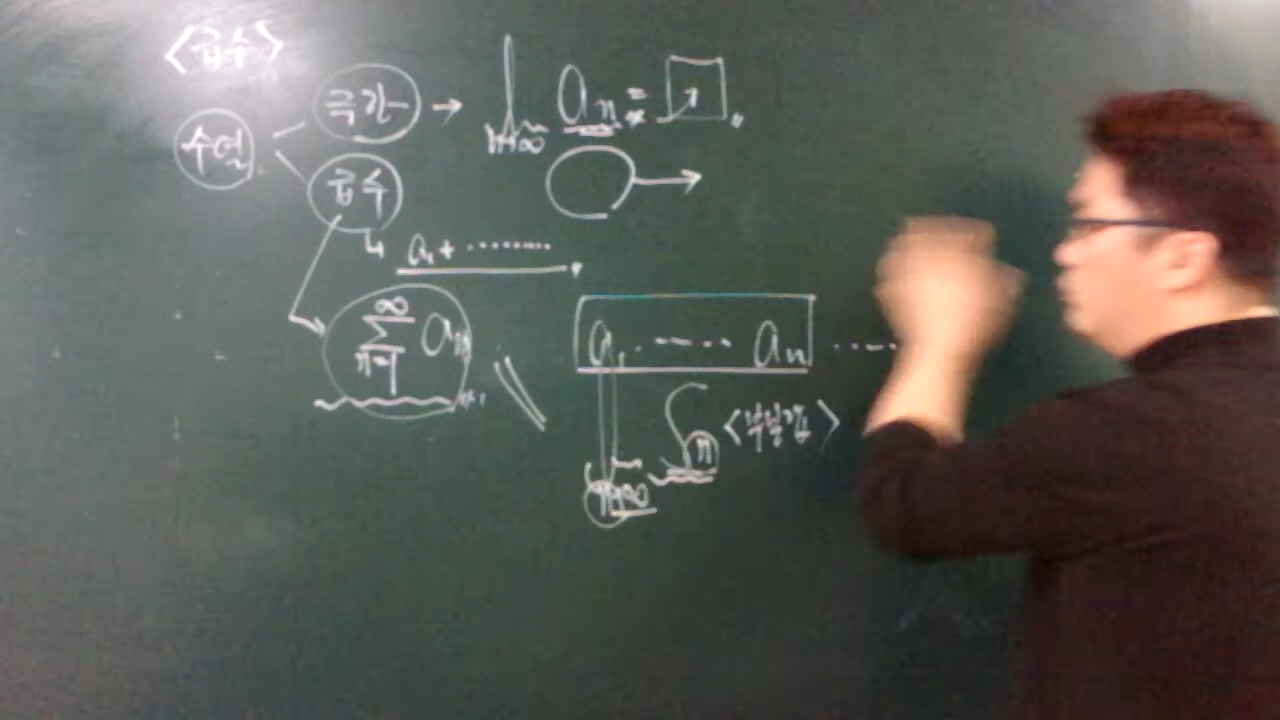 <급수>
수열
극한 → lim n→∞ aₙ =
급수
↳ a₁ + ⋯⋯⋯
∞ ∑ n=1 aₙ
a₁ ⋯⋯ aₙ ⋯⋯
lim n→∞ Sₙ <부분합>